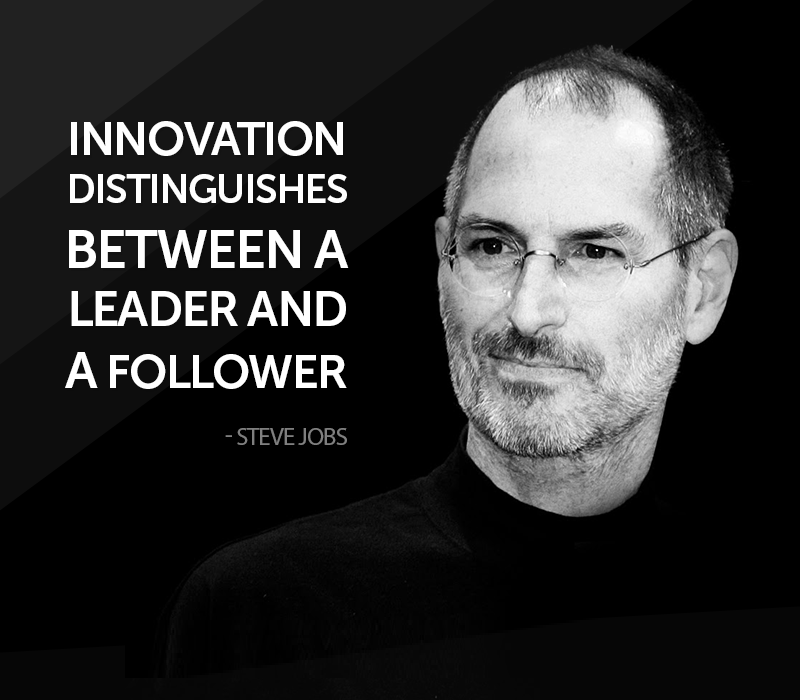 INNOVATION
DISTINGUISHES
BETWEEN A
LEADER AND
A FOLLOWER
- STEVE JOBS